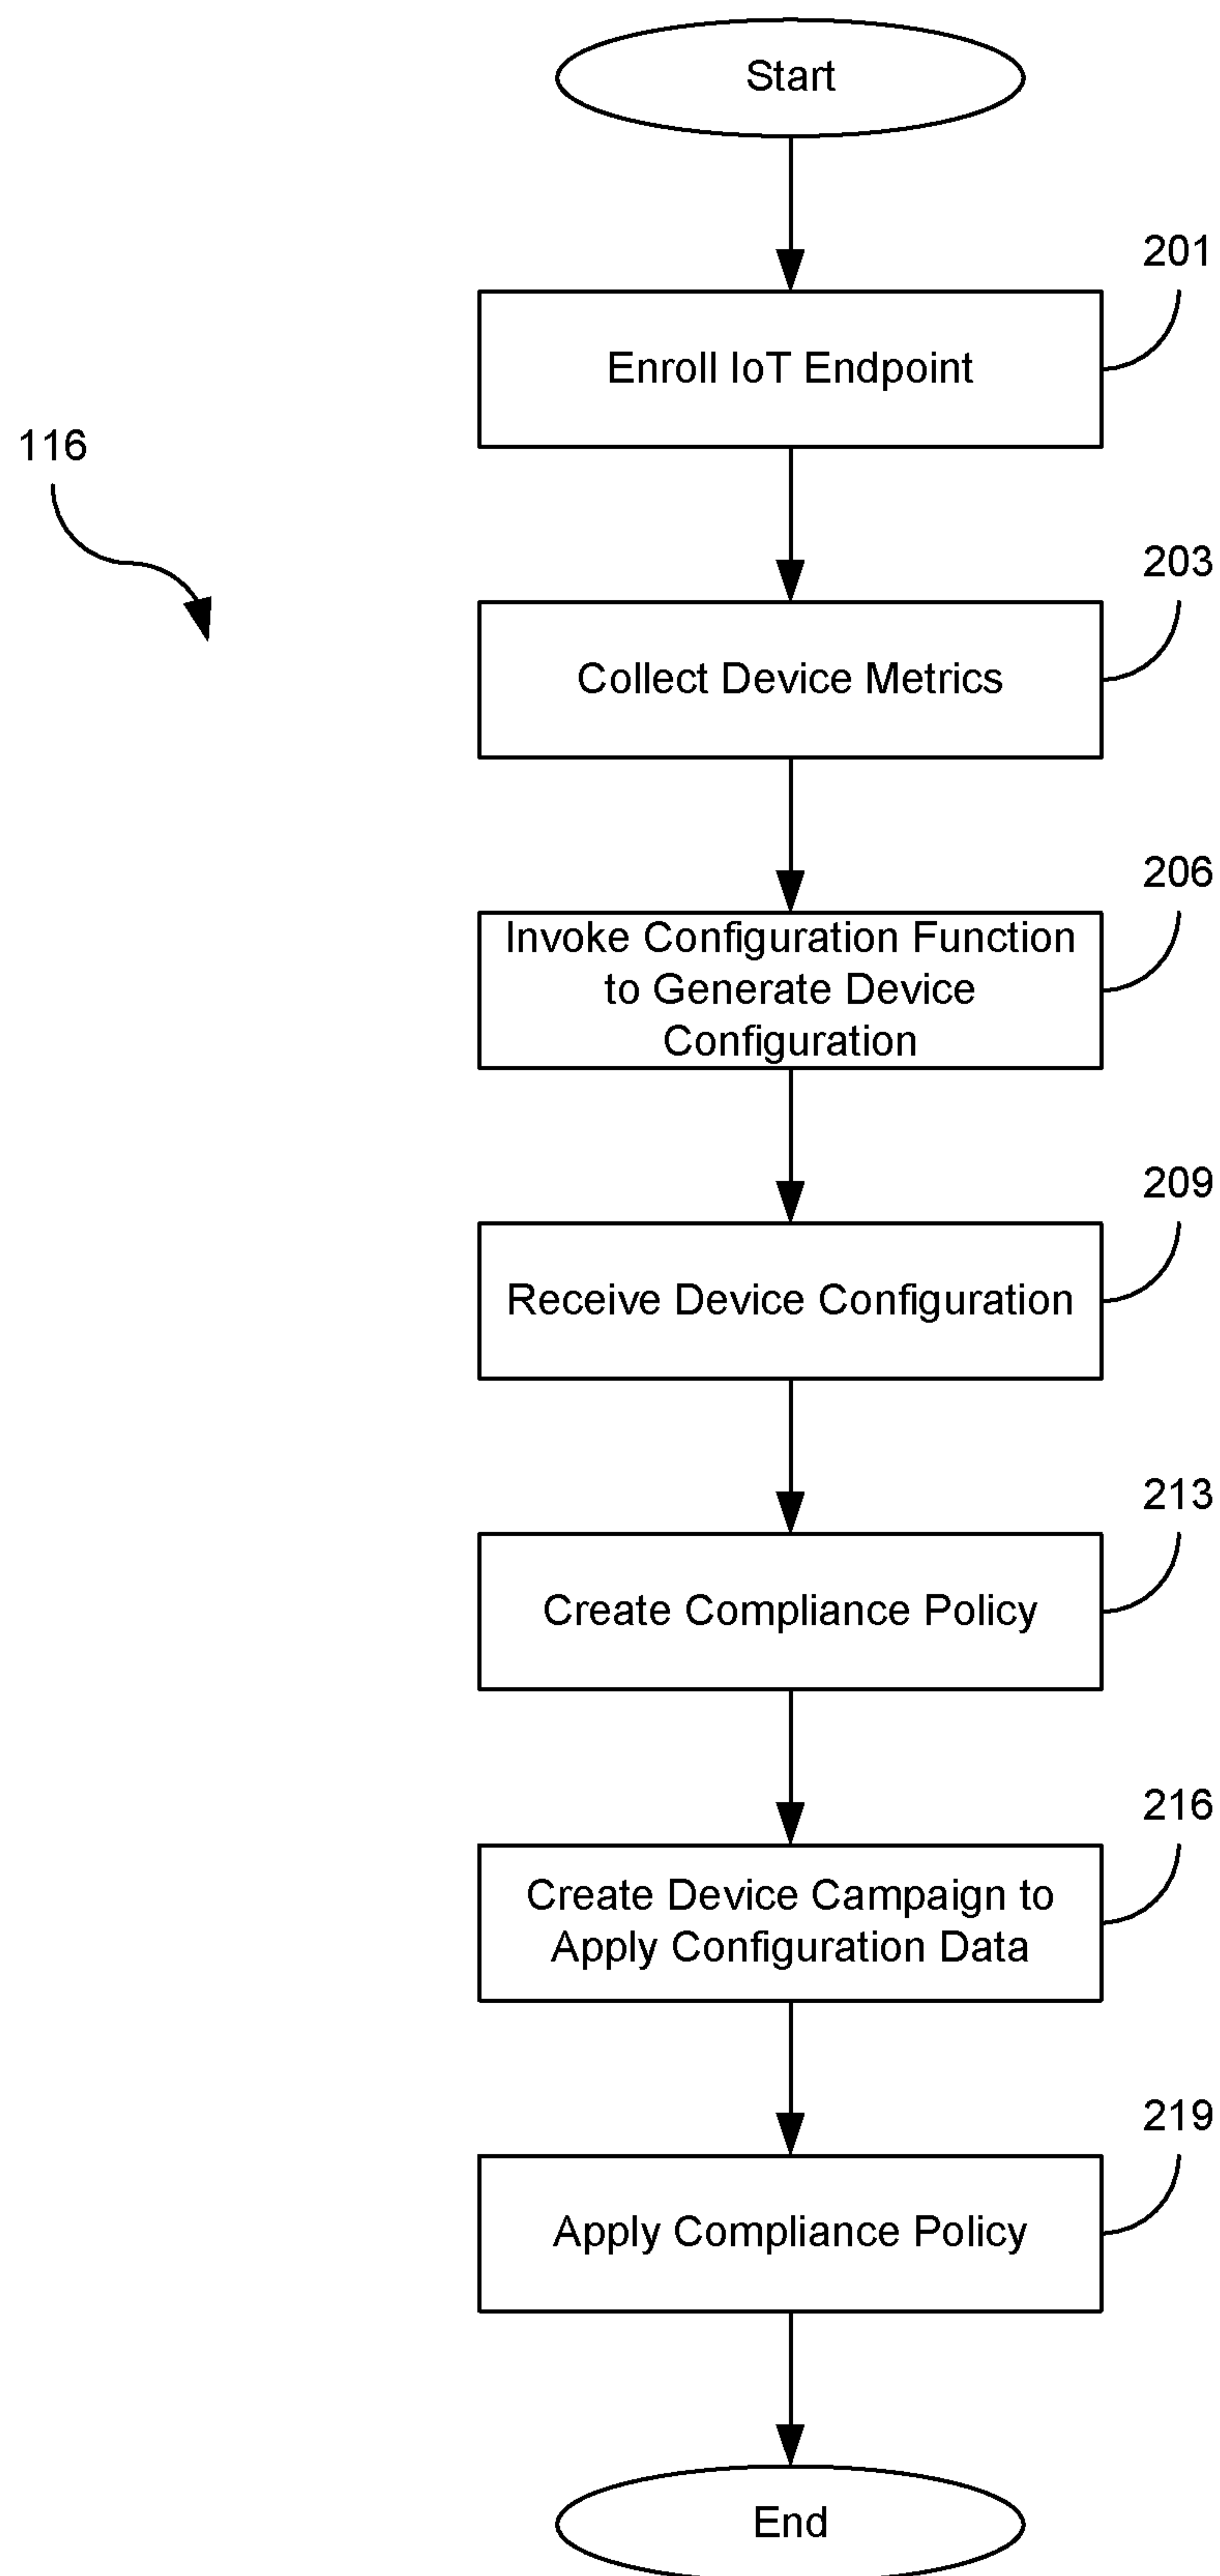 Start
201
Enroll IoT Endpoint
116
203
Collect Device Metrics
206
Invoke Configuration Function
to Generate Device
Configuration
209
Receive Device Configuration
213
Create Compliance Policy
216
Create Device Campaign to
Apply Configuration Data
219
Apply Compliance Policy
End